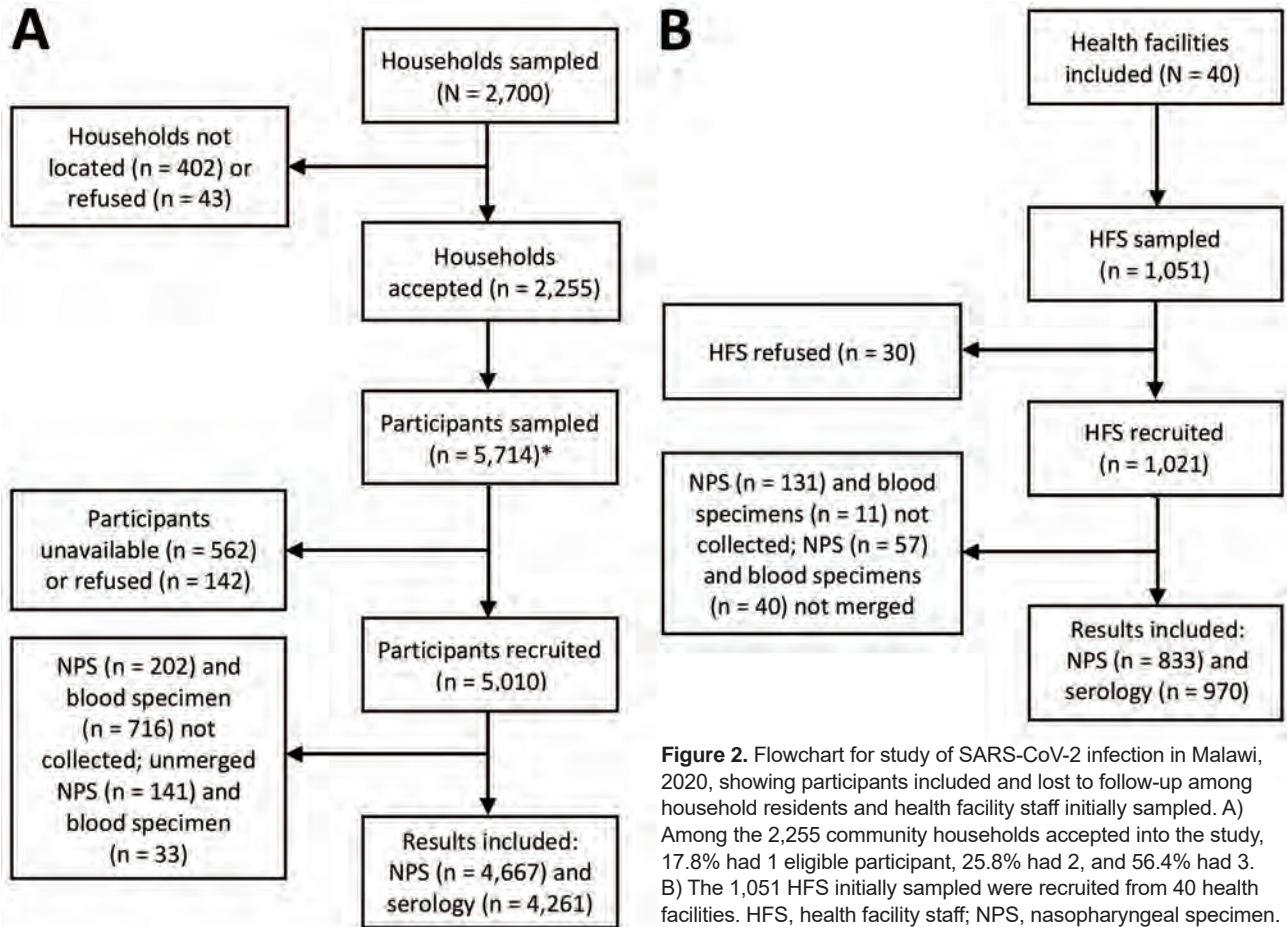 A
Households sampled
(N = 2,700)
Households not
located (n = 402) or
refused (n = 43)
Households
accepted (n = 2,255)
Participants sampled
(n = 5,714)*
Participants
unavailable (n = 562)
or refused (n = 142)
Participants recruited
(n = 5,010)
NPS (n = 202) and
blood specimen
(n = 716) not
collected; unmerged
NPS (n = 141) and
blood specimen
(n = 33)
Results included:
NPS (n = 4,667) and
serology (n = 4,261)
B
Health facilities
included (N = 40)
HFS sampled
(n = 1,051)
HFS refused (n = 30)
HFS recruited
(n = 1,021)
NPS (n = 131) and blood
specimens (n = 11) not
collected; NPS (n = 57)
and blood specimens
(n = 40) not merged
Results included:
NPS (n = 833) and
serology (n = 970)
Figure 2. Flowchart for study of SARS-CoV-2 infection in Malawi,
2020, showing participants included and lost to follow-up among
household residents and health facility staff initially sampled. A)
Among the 2,255 community households accepted into the study,
17.8% had 1 eligible participant, 25.8% had 2, and 56.4% had 3.
B) The 1,051 HFS initially sampled were recruited from 40 health
facilities. HFS, health facility staff; NPS, nasopharyngeal specimen.